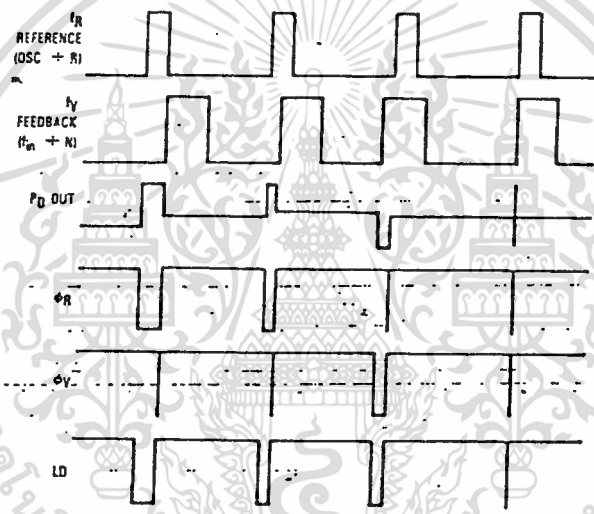 fR
REFERENCE
(OSC ÷ R)
fV
FEEDBACK
(fin ÷ N)
PD OUT
ϕR
ϕV
LD